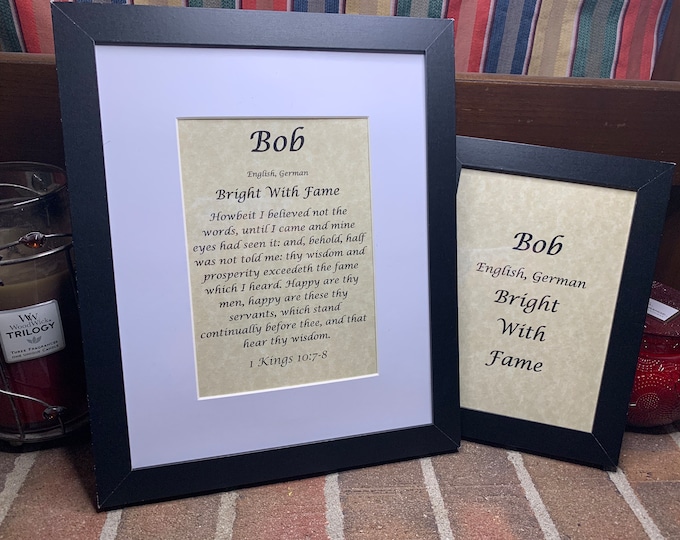 Bob
English, German
Bright With Fame
Howbeit I believed not the
words, until I came and mine
eyes had seen it: and, behold, half
was not told me: thy wisdom and
prosperity exceedeth the fame
which I heard. Happy are thy
men, happy are these thy
servants, which stand
continually before thee, and that
hear thy wisdom.
1 Kings 10:7-8
Bob
English, German
Bright
With
Fame
WoodWick
TRILOGY
THREE FRAGRANCES